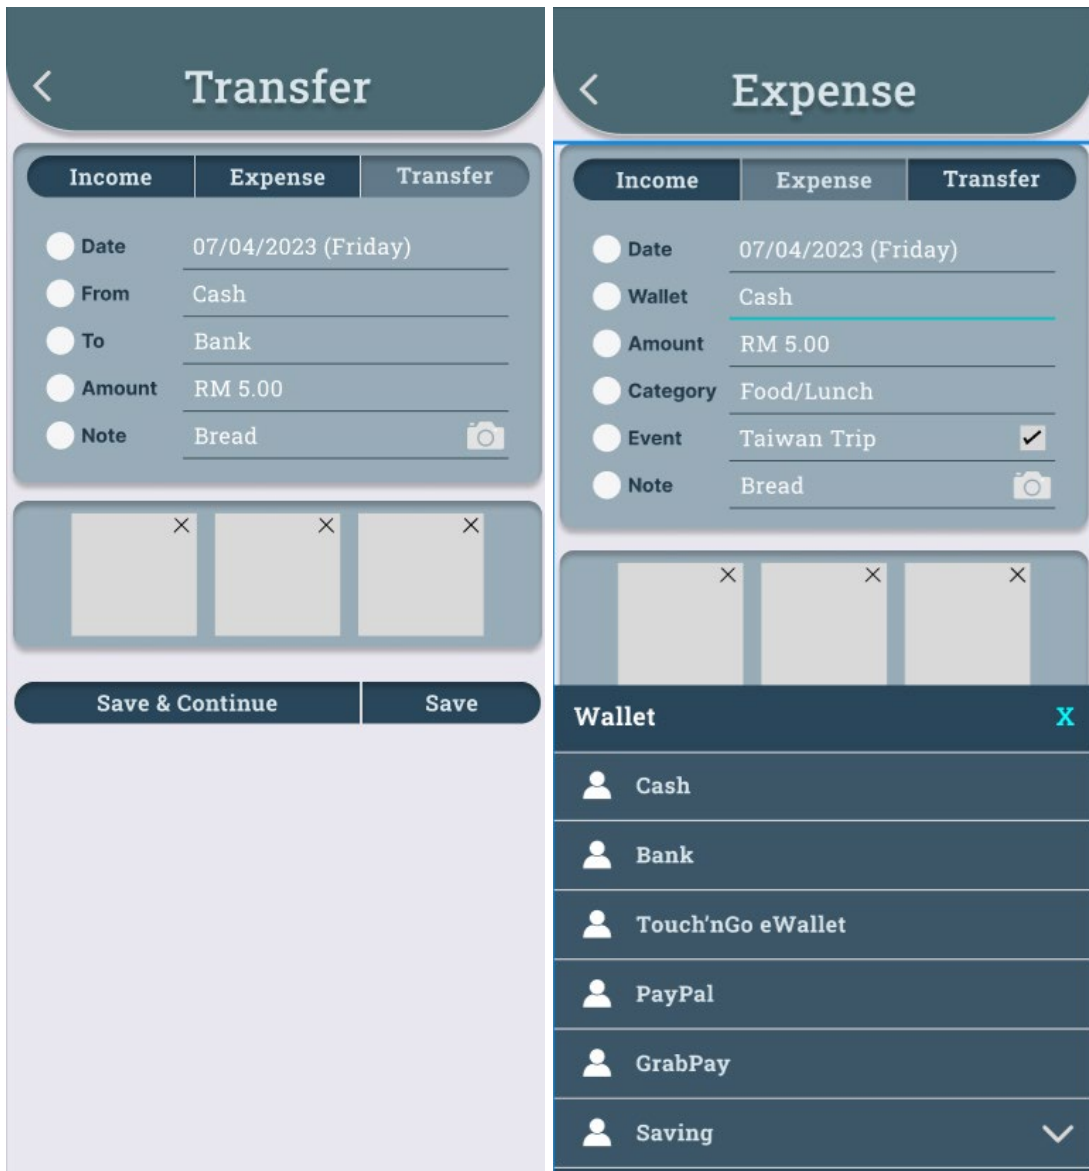 Transfer
Income Expense Transfer
Date 07/04/2023 (Friday)
From Cash
To Bank
Amount RM 5.00
Note Bread
Save & Continue Save
Expense
Income Expense Transfer
Date 07/04/2023 (Friday)
Wallet Cash
Amount RM 5.00
Category Food/Lunch
Event Taiwan Trip
Note Bread
Wallet X
Cash
Bank
Touch’nGo eWallet
PayPal
GrabPay
Saving